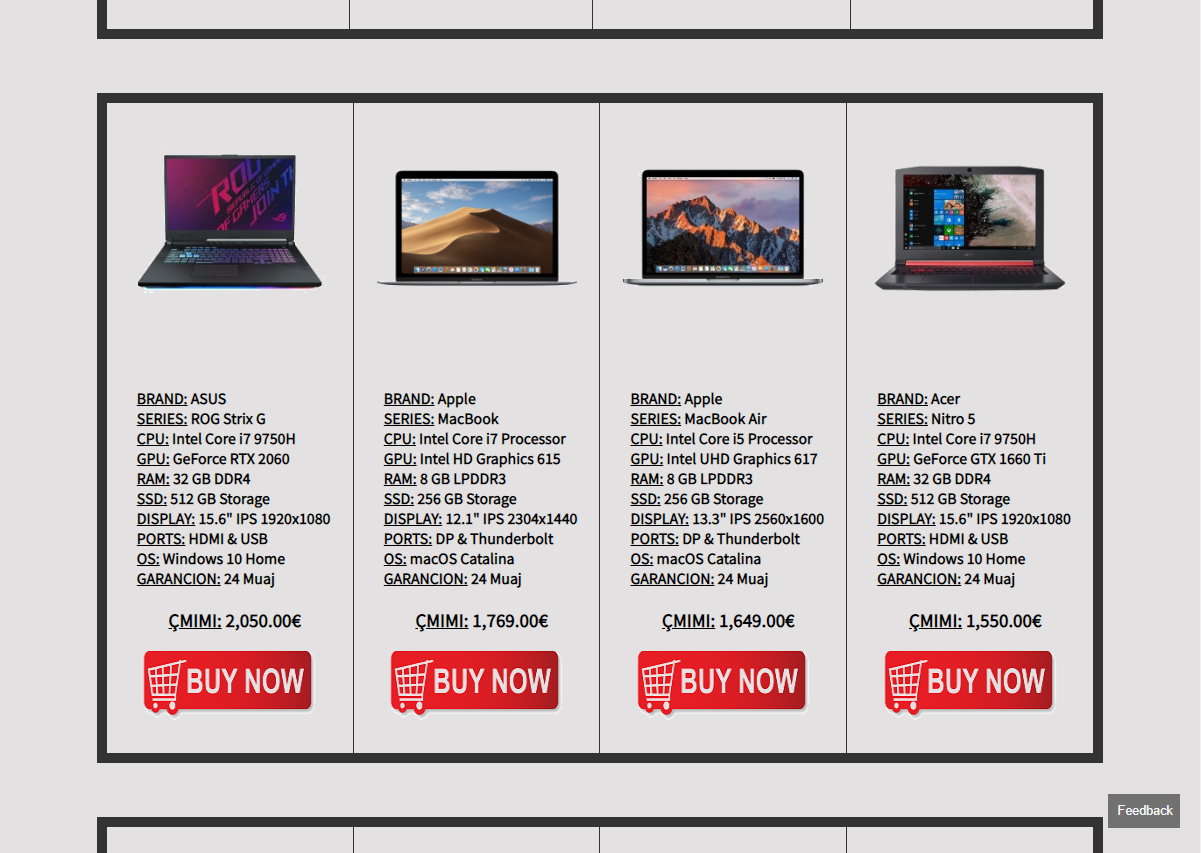 BRAND: ASUS
SERIES: ROG Strix G
CPU: Intel Core i7 9750H
GPU: GeForce RTX 2060
RAM: 32 GB DDR4
SSD: 512 GB Storage
DISPLAY: 15.6" IPS 1920x1080
PORTS: HDMI & USB
OS: Windows 10 Home
GARANCION: 24 Muaj
ÇMIMI: 2,050.00€
BUY NOW
BRAND: Apple
SERIES: MacBook
CPU: Intel Core i7 Processor
GPU: Intel HD Graphics 615
RAM: 8 GB LPDDR3
SSD: 256 GB Storage
DISPLAY: 12.1" IPS 2304x1440
PORTS: DP & Thunderbolt
OS: macOS Catalina
GARANCION: 24 Muaj
ÇMIMI: 1,769.00€
BUY NOW
BRAND: Apple
SERIES: MacBook Air
CPU: Intel Core i5 Processor
GPU: Intel UHD Graphics 617
RAM: 8 GB LPDDR3
SSD: 256 GB Storage
DISPLAY: 13.3" IPS 2560x1600
PORTS: DP & Thunderbolt
OS: macOS Catalina
GARANCION: 24 Muaj
ÇMIMI: 1,649.00€
BUY NOW
BRAND: Acer
SERIES: Nitro 5
CPU: Intel Core i7 9750H
GPU: GeForce GTX 1660 Ti
RAM: 32 GB DDR4
SSD: 512 GB Storage
DISPLAY: 15.6" IPS 1920x1080
PORTS: HDMI & USB
OS: Windows 10 Home
GARANCION: 24 Muaj
ÇMIMI: 1,550.00€
BUY NOW
Feedback